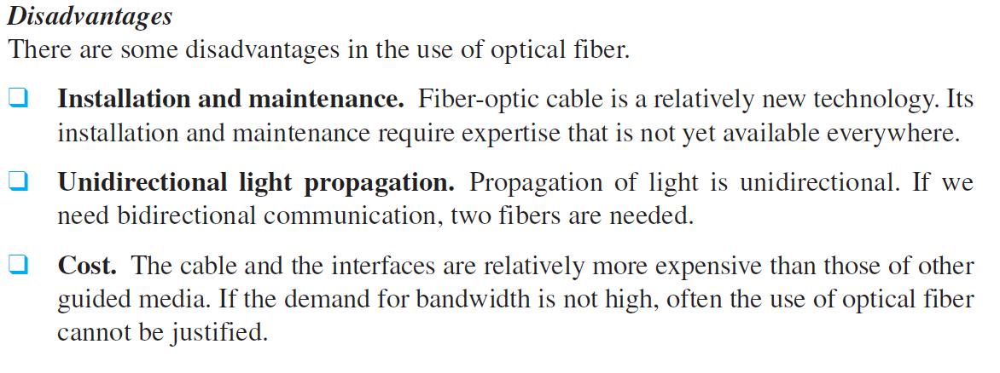 Disadvantages
There are some disadvantages in the use of optical fiber.
❑ Installation and maintenance. Fiber-optic cable is a relatively new technology. Its
installation and maintenance require expertise that is not yet available everywhere.
❑ Unidirectional light propagation. Propagation of light is unidirectional. If we
need bidirectional communication, two fibers are needed.
❑ Cost. The cable and the interfaces are relatively more expensive than those of other
guided media. If the demand for bandwidth is not high, often the use of optical fiber
cannot be justified.